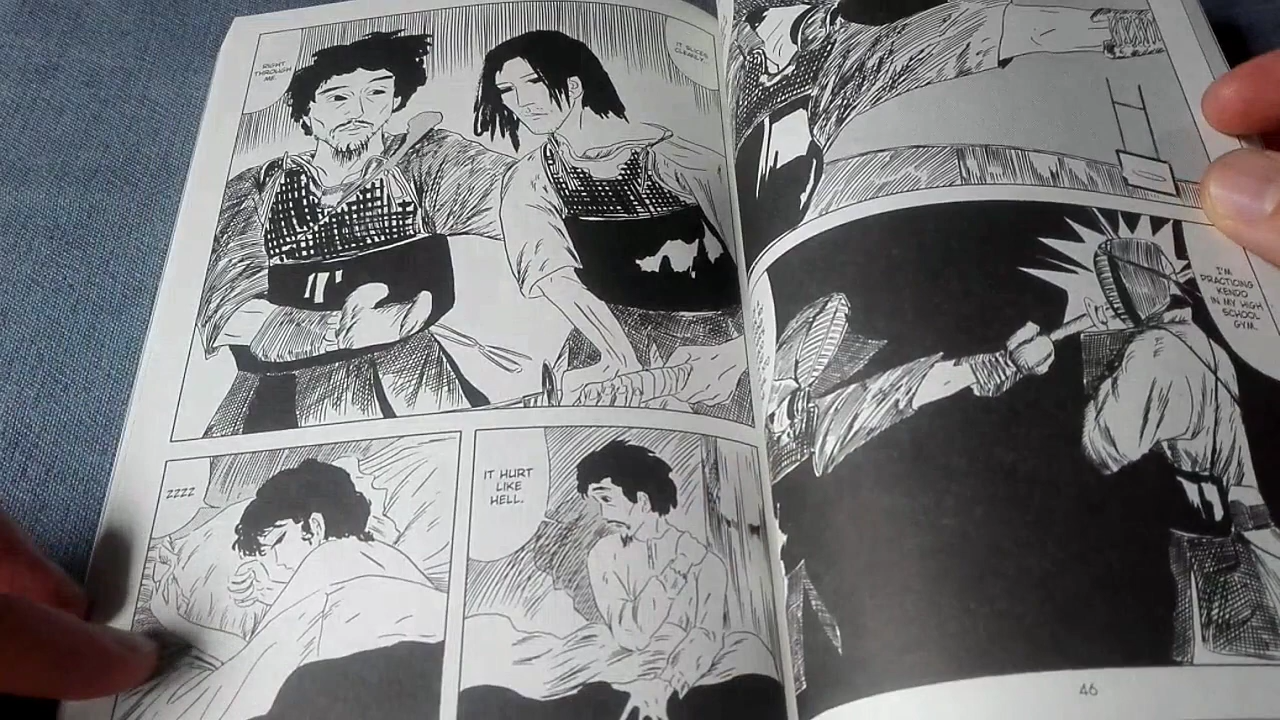 I'M
PRACTICING
KENDO
IN MY HIGH
SCHOOL
GYM.
46
IT SLICES
CLEANLY
RIGHT
THROUGH
ME.
IT HURT
LIKE
HELL.
ZZZZ